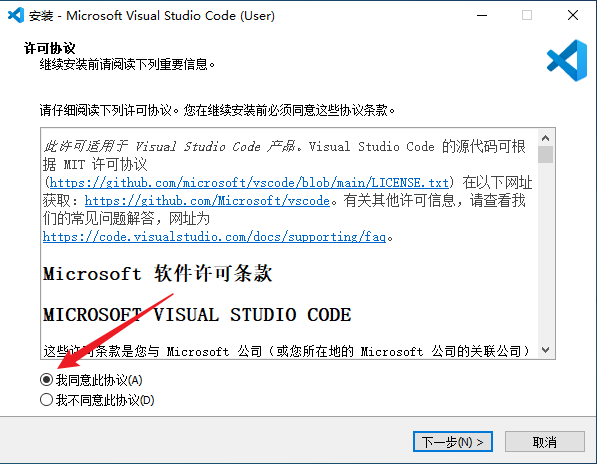 安装 - Microsoft Visual Studio Code (User)
许可协议
继续安装前请阅读下列重要信息。
请仔细阅读下列许可协议。您在继续安装前必须同意这些协议条款。
此许可适用于 Visual Studio Code 产品。Visual Studio Code 的源代码可根
据 MIT 许可协议
(https://github.com/microsoft/vscode/blob/main/LICENSE.txt) 在以下网址
获取：https://github.com/Microsoft/vscode。有关其他许可信息，请查看我
们的常见问题解答，网址为
https://code.visualstudio.com/docs/supporting/faq。
Microsoft 软件许可条款
MICROSOFT VISUAL STUDIO CODE
这些许可条款是您与 Microsoft 公司（或您所在地的 Microsoft 公司的关联公司）
我同意此协议(A)
我不同意此协议(D)
下一步(N) >
取消